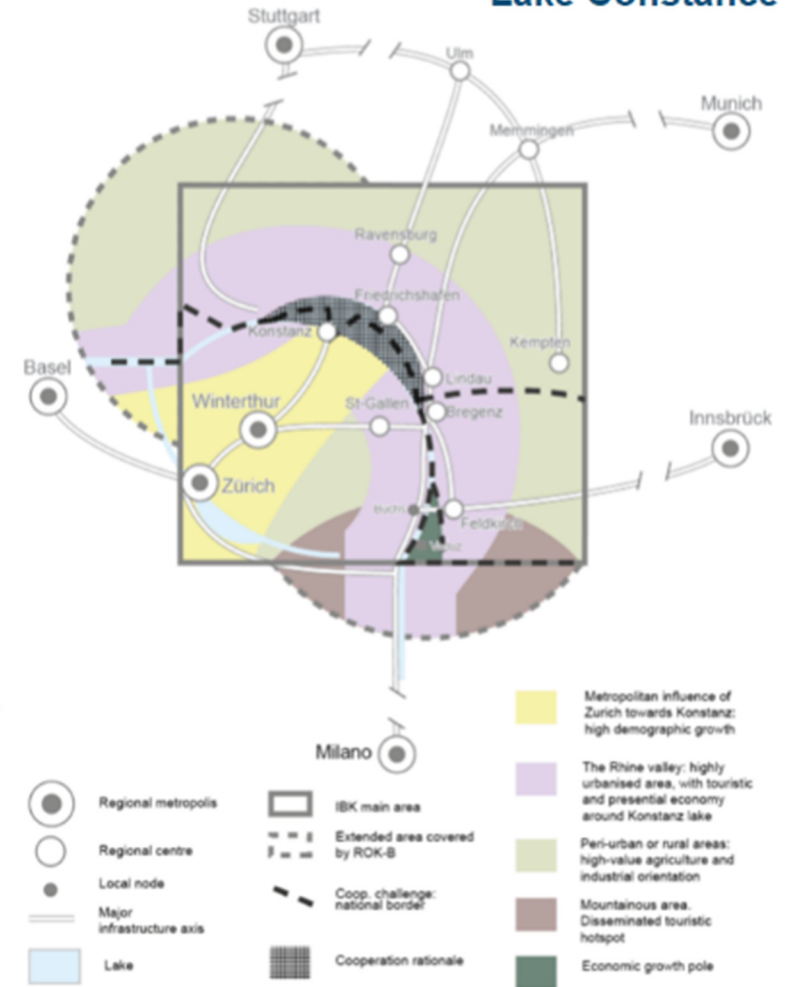 Lake Constance
Stuttgart
Ulm
Munich
Memmingen
Ravensburg
Friedrichshafen
Konstanz
Kempten
Basel
Lindau
Winterthur
St-Gallen
Bregenz
Innsbrück
Zürich
Buchs
Feldkirch
Vaduz
Milano
Regional metropolis
Regional centre
Local node
Major
infrastructure axis
Lake
IBK main area
Extended area covered
by ROK-B
Coop. challenge:
national border
Cooperation rationale
Metropolitan influence of
Zurich towards Konstanz:
high demographic growth
The Rhine valley: highly
urbanised area, with touristic
and presential economy
around Konstanz lake
Peri-urban or rural areas:
high-value agriculture and
industrial orientation
Mountainous area.
Disseminated touristic
hotspot
Economic growth pole